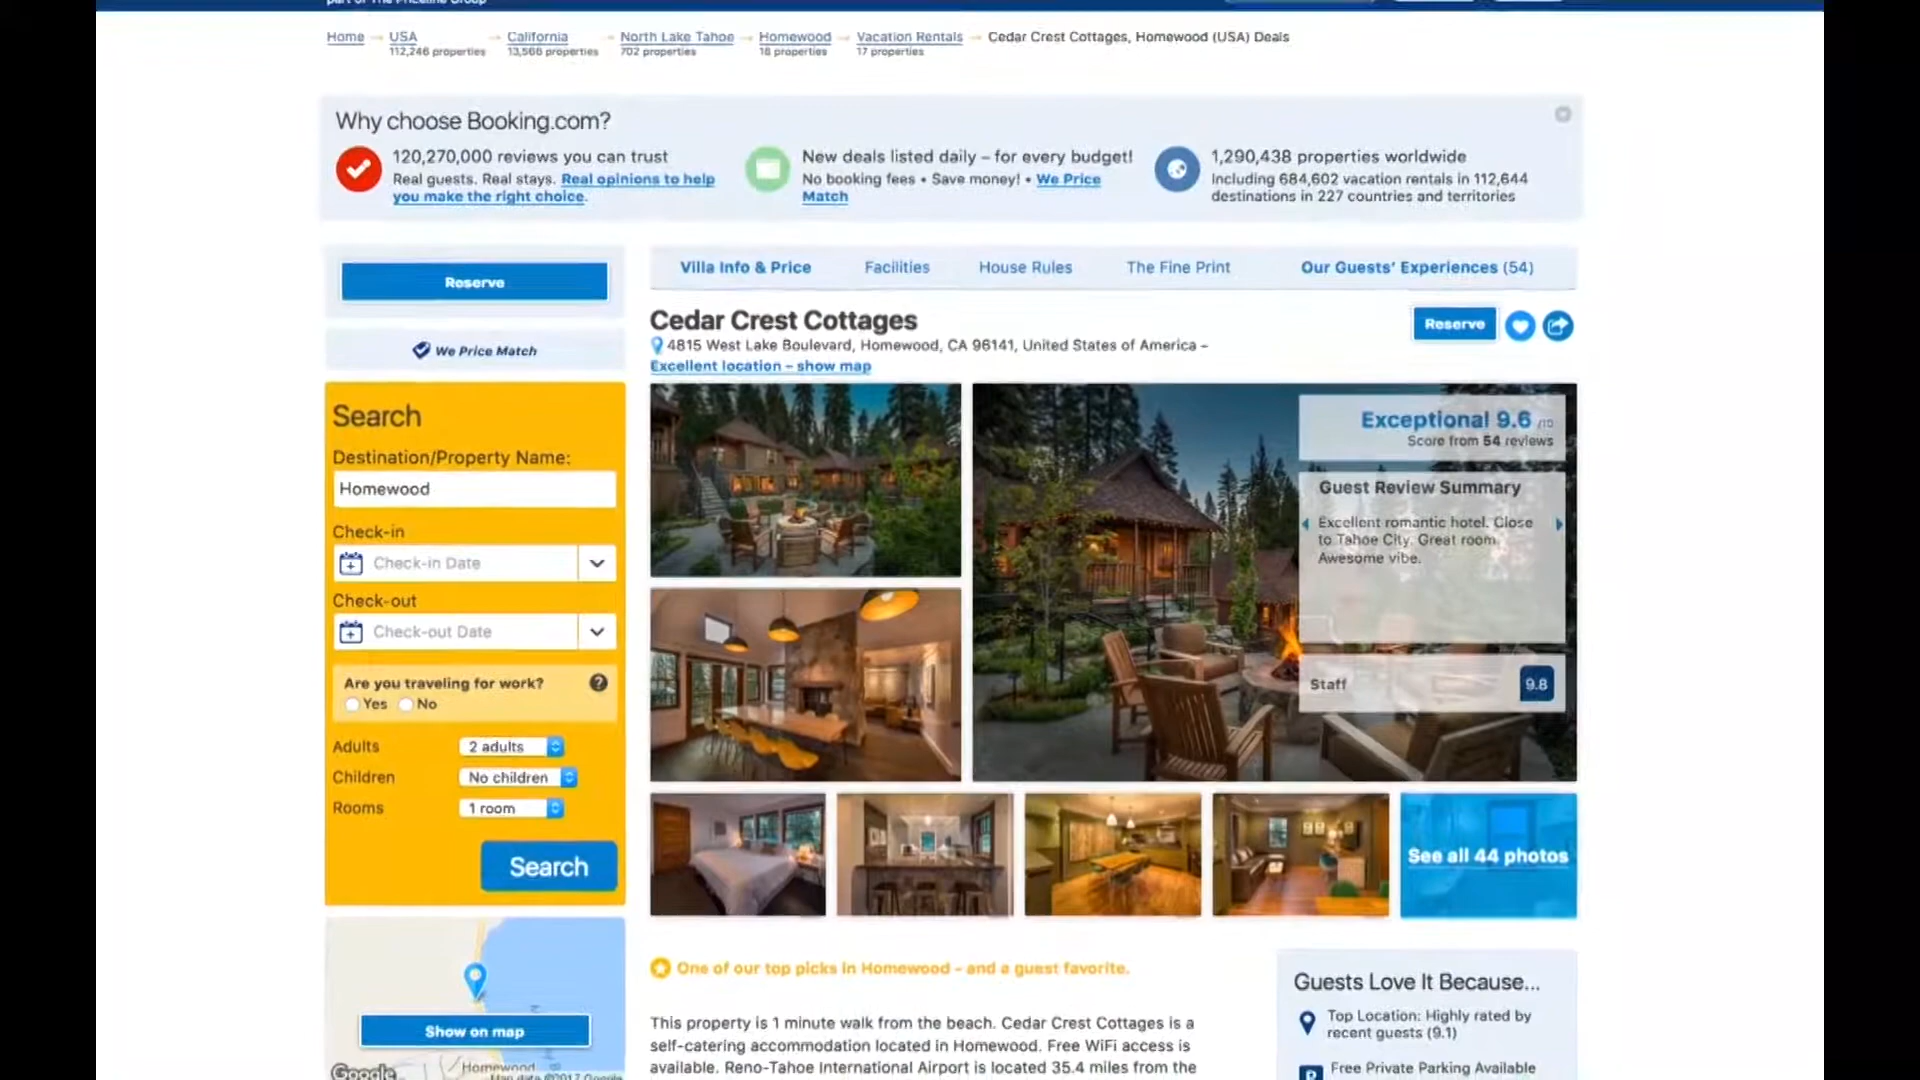 part of The Priceline Group
Home USA California North Lake Tahoe Homewood Vacation Rentals Cedar Crest Cottages, Homewood (USA) Deals
112,246 properties 13,566 properties 702 properties 18 properties 17 properties
Why choose Booking.com?
120,270,000 reviews you can trust
Real guests. Real stays. Real opinions to help
you make the right choice.
New deals listed daily – for every budget!
No booking fees • Save money! • We Price
Match
1,290,438 properties worldwide
Including 684,602 vacation rentals in 112,644
destinations in 227 countries and territories
Reserve
We Price Match
Search
Destination/Property Name:
Homewood
Check-in
Check-in Date
Check-out
Check-out Date
Are you traveling for work? ?
Yes No
Adults 2 adults
Children No children
Rooms 1 room
Search
Show on map
Homewood
Google
Map data ©2017 Google
Villa Info & Price Facilities House Rules The Fine Print Our Guests' Experiences (54)
Cedar Crest Cottages
Reserve
4815 West Lake Boulevard, Homewood, CA 96141, United States of America –
Excellent location – show map
Exceptional 9.6 /10
Score from 54 reviews
Guest Review Summary
Excellent romantic hotel. Close
to Tahoe City. Great room.
Awesome vibe.
Staff 9.8
See all 44 photos
One of our top picks in Homewood – and a guest favorite.
This property is 1 minute walk from the beach. Cedar Crest Cottages is a
self-catering accommodation located in Homewood. Free WiFi access is
available. Reno-Tahoe International Airport is located 35.4 miles from the
Guests Love It Because...
Top Location: Highly rated by
recent guests (9.1)
P Free Private Parking Available